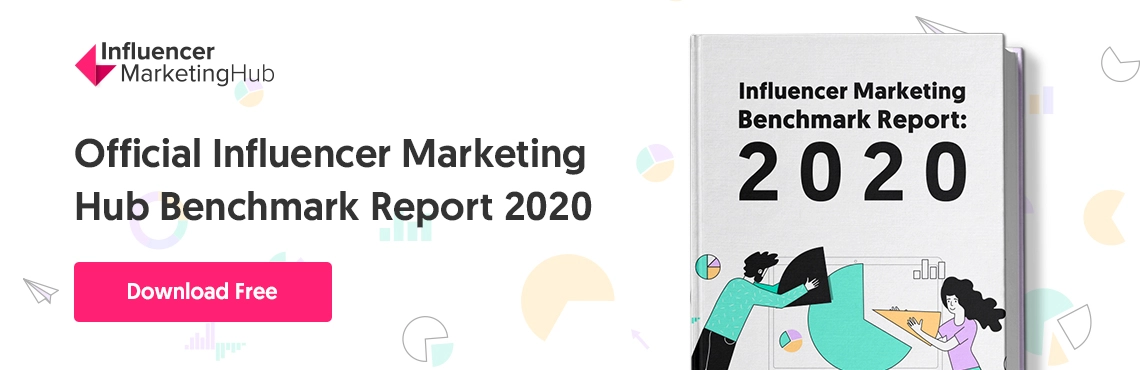 Influencer
MarketingHub
Official Influencer Marketing
Hub Benchmark Report 2020
Download Free
Influencer Marketing
Benchmark Report:
2020